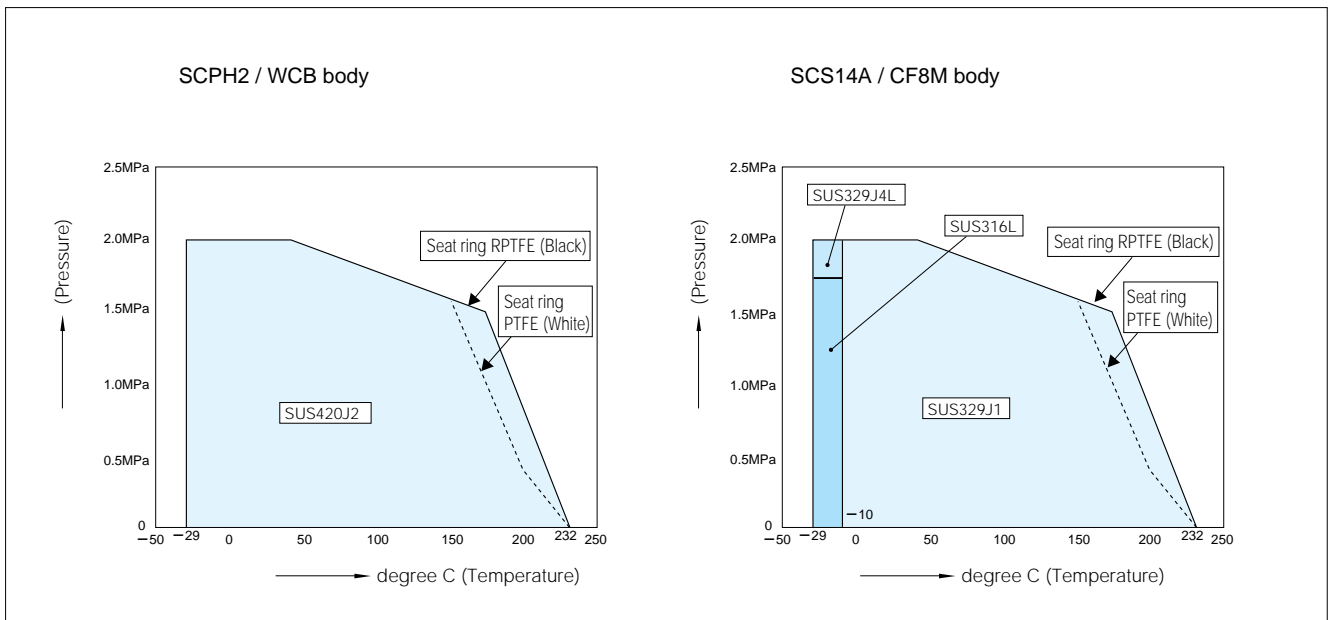 SCPH2 / WCB body
2.5MPa
2.0MPa
1.5MPa
1.0MPa
0.5MPa
0
(Pressure)
Seat ring RPTFE (Black)
Seat ring
PTFE (White)
SUS420J2
−50
−29
0
50
100
150
200
232
250
degree C (Temperature)
SCS14A / CF8M body
2.5MPa
2.0MPa
1.5MPa
1.0MPa
0.5MPa
0
(Pressure)
SUS329J4L
SUS316L
Seat ring RPTFE (Black)
Seat ring
PTFE (White)
SUS329J1
−10
−50
−29
0
50
100
150
200
232
250
degree C (Temperature)